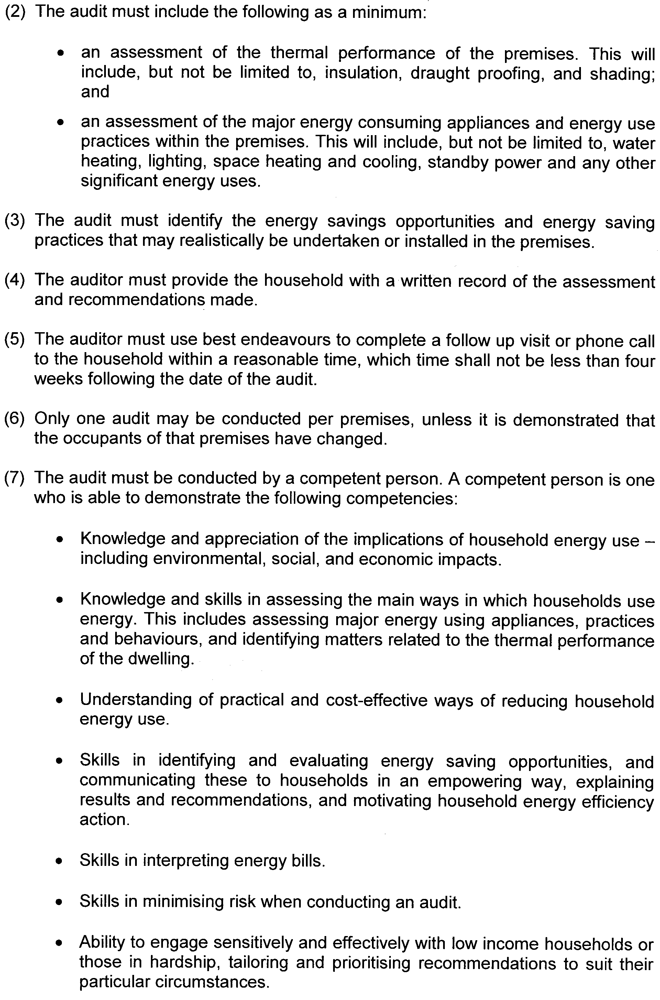 (2) The audit must include the following as a minimum:
• an assessment of the thermal performance of the premises. This will
include, but not be limited to, insulation, draught proofing, and shading;
and
• an assessment of the major energy consuming appliances and energy use
practices within the premises. This will include, but not be limited to, water
heating, lighting, space heating and cooling, standby power and any other
significant energy uses.
(3) The audit must identify the energy savings opportunities and energy saving
practices that may realistically be undertaken or installed in the premises.
(4) The auditor must provide the household with a written record of the assessment
and recommendations made.
(5) The auditor must use best endeavours to complete a follow up visit or phone call
to the household within a reasonable time, which time shall not be less than four
weeks following the date of the audit.
(6) Only one audit may be conducted per premises, unless it is demonstrated that
the occupants of that premises have changed.
(7) The audit must be conducted by a competent person. A competent person is one
who is able to demonstrate the following competencies:
• Knowledge and appreciation of the implications of household energy use –
including environmental, social, and economic impacts.
• Knowledge and skills in assessing the main ways in which households use
energy. This includes assessing major energy using appliances, practices
and behaviours, and identifying matters related to the thermal performance
of the dwelling.
• Understanding of practical and cost-effective ways of reducing household
energy use.
• Skills in identifying and evaluating energy saving opportunities, and
communicating these to households in an empowering way, explaining
results and recommendations, and motivating household energy efficiency
action.
• Skills in interpreting energy bills.
• Skills in minimising risk when conducting an audit.
• Ability to engage sensitively and effectively with low income households or
those in hardship, tailoring and prioritising recommendations to suit their
particular circumstances.